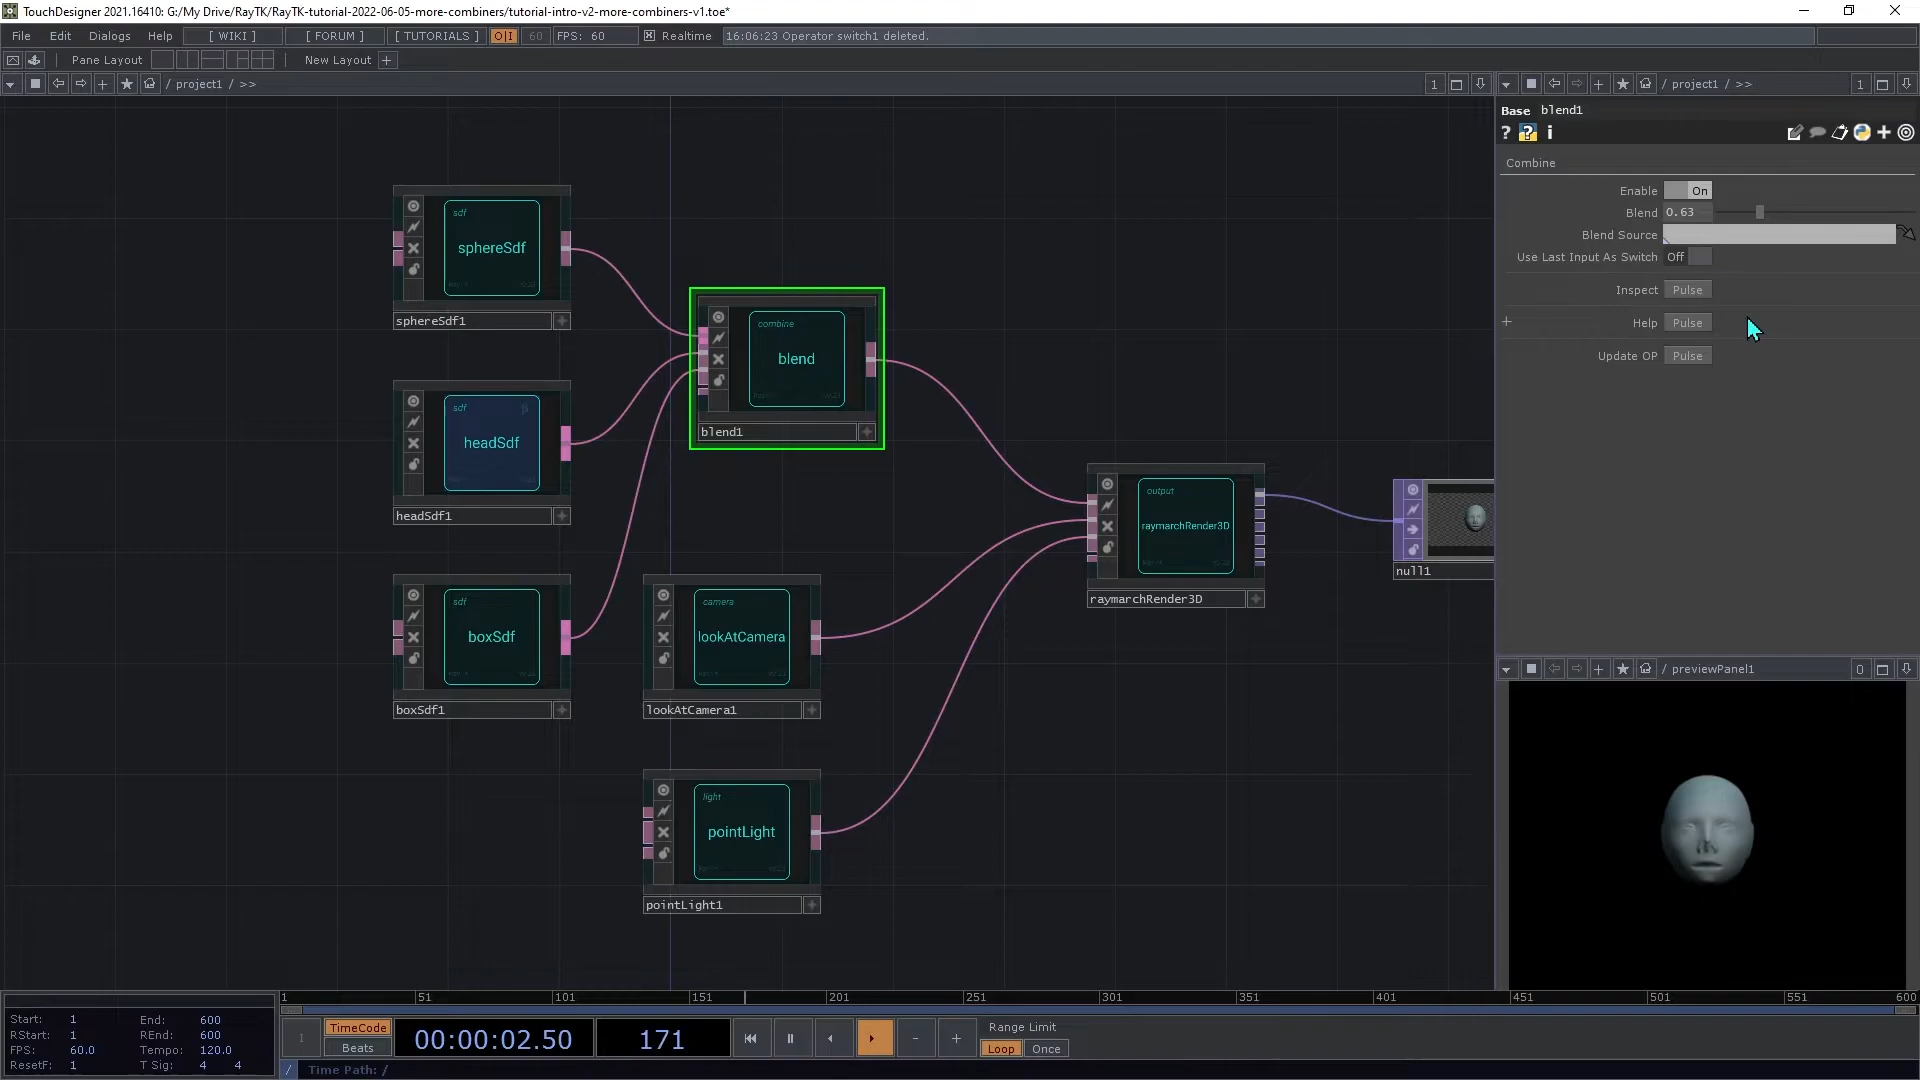 TouchDesigner 2021.16410: G:/My Drive/RayTK/RayTK-tutorial-2022-06-05-more-combiners/tutorial-intro-v2-more-combiners-v1.toe*
File Edit Dialogs Help [ WIKI ] [ FORUM ] [ TUTORIALS ] O|I 60 FPS: 60 Realtime 16:06:23 Operator switch1 deleted.
Pane Layout New Layout +
/ project1 / >> 1
/ project1 / >> 1
Base blend1
? ? i
Combine
Enable On
Blend 0.63
Blend Source
Use Last Input As Switch Off
Inspect Pulse
+ Help Pulse
Update OP Pulse
sdf
sphereSdf
sphereSdf1
combine
blend
blend1
sdf
headSdf
headSdf1
output
raymarchRender3D
raymarchRender3D
null1
sdf
boxSdf
boxSdf1
camera
lookAtCamera
lookAtCamera1
light
pointLight
pointLight1
/ previewPanel1 0
1 51 101 151 201 251 301 351 401 451 501 551 600
Start: 1 End: 600
RStart: 1 REnd: 600
FPS: 60.0 Tempo: 120.0
ResetF: 1 T Sig: 4 4
TimeCode
Beats
00:00:02.50
171
- +
Range Limit
Loop Once
/ Time Path: /